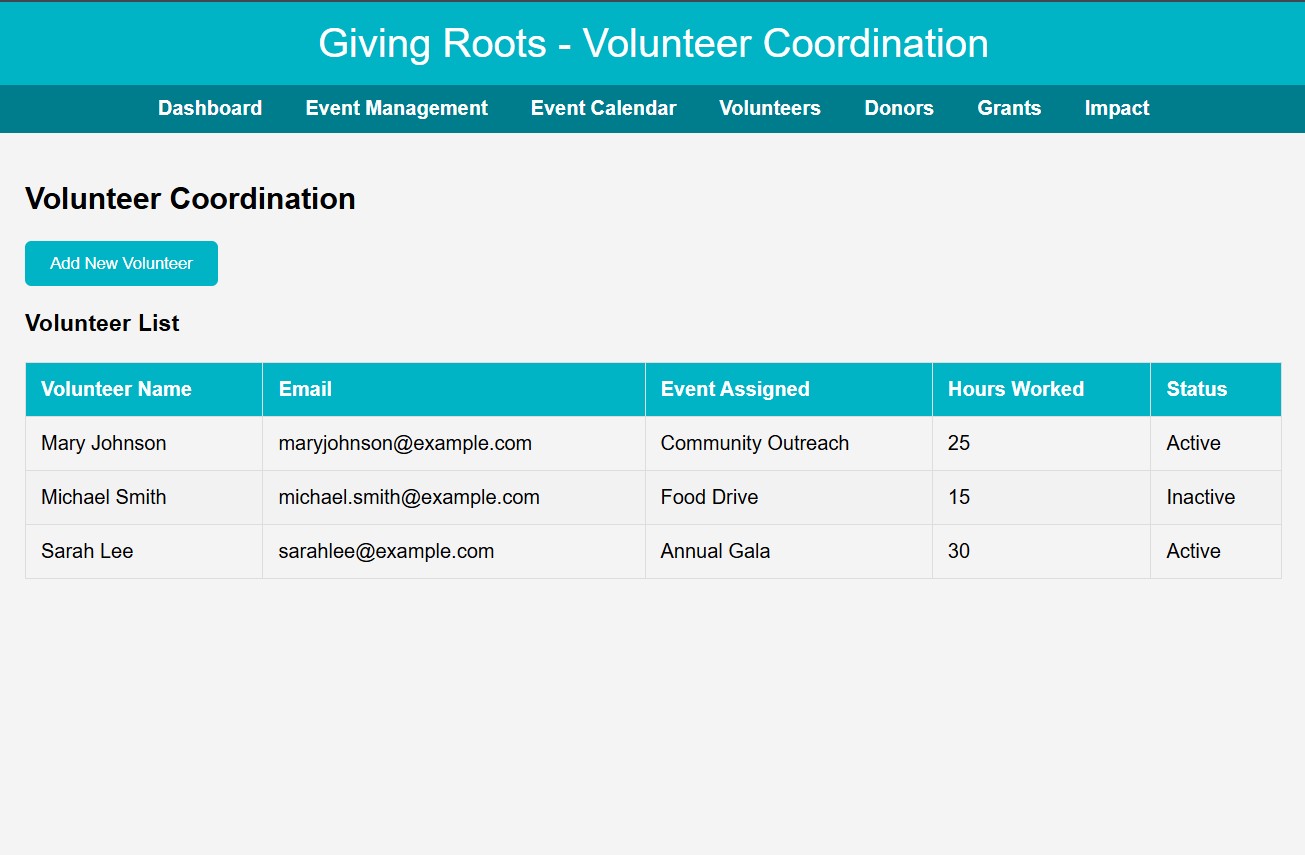 Giving Roots - Volunteer Coordination
Dashboard Event Management Event Calendar Volunteers Donors Grants Impact
Volunteer Coordination
Add New Volunteer
Volunteer List
Volunteer Name Email Event Assigned Hours Worked Status
Mary Johnson maryjohnson@example.com Community Outreach 25 Active
Michael Smith michael.smith@example.com Food Drive 15 Inactive
Sarah Lee sarahlee@example.com Annual Gala 30 Active